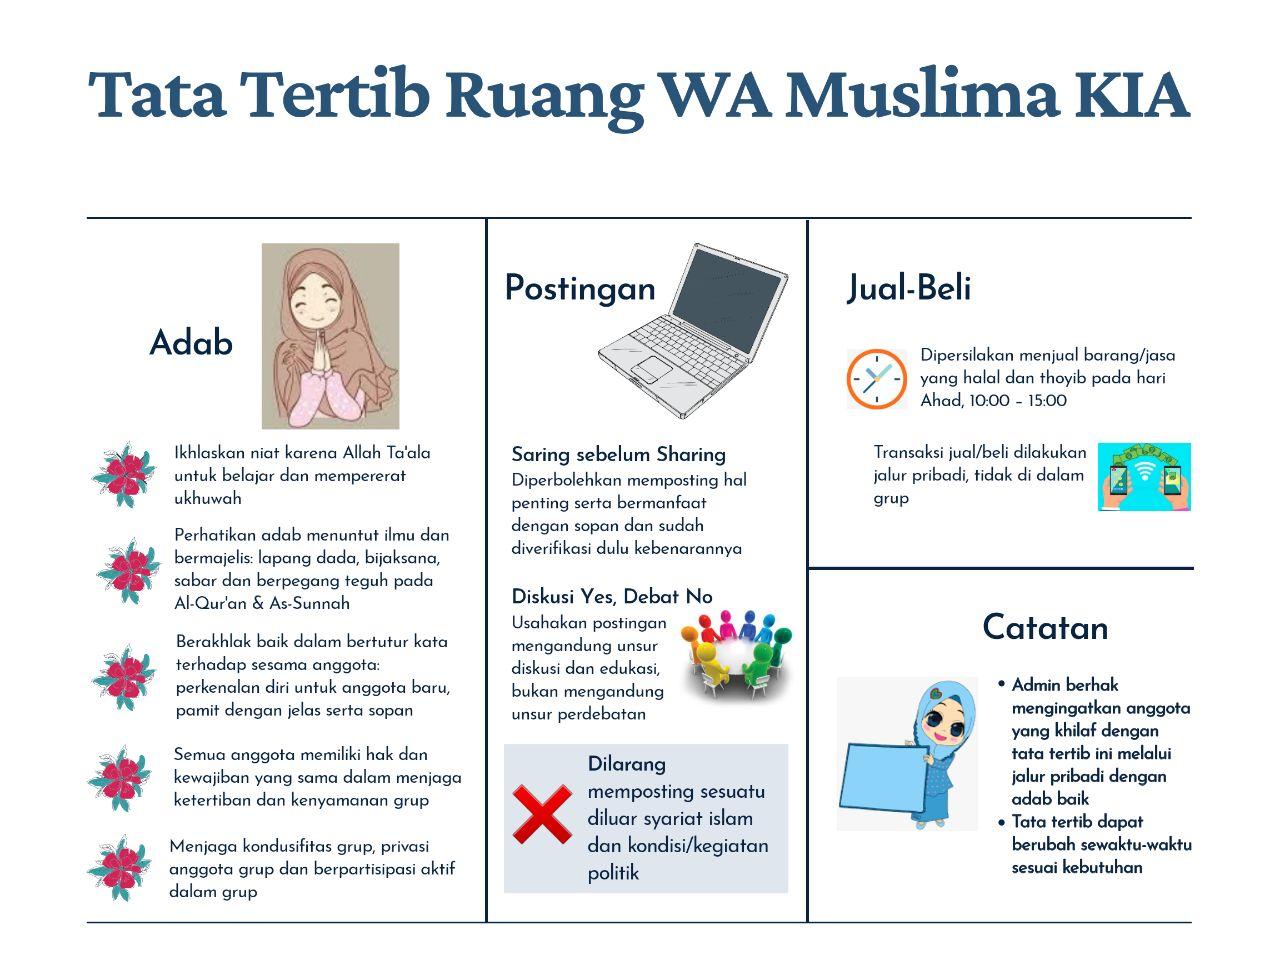 Tata Tertib Ruang WA Muslima KIA
Adab
Ikhlaskan niat karena Allah Ta'ala
untuk belajar dan mempererat
ukhuwah
Perhatikan adab menuntut ilmu dan
bermajelis: lapang dada, bijaksana,
sabar dan berpegang teguh pada
Al-Qur'an & As-Sunnah
Berakhlak baik dalam bertutur kata
terhadap sesama anggota:
perkenalan diri untuk anggota baru,
pamit dengan jelas serta sopan
Semua anggota memiliki hak dan
kewajiban yang sama dalam menjaga
ketertiban dan kenyamanan grup
Menjaga kondusifitas grup, privasi
anggota grup dan berpartisipasi aktif
dalam grup
Postingan
Saring sebelum Sharing
Diperbolehkan memposting hal
penting serta bermanfaat
dengan sopan dan sudah
diverifikasi dulu kebenarannya
Diskusi Yes, Debat No
Usahakan postingan
mengandung unsur
diskusi dan edukasi,
bukan mengandung
unsur perdebatan
Dilarang
memposting sesuatu
diluar syariat islam
dan kondisi/kegiatan
politik
Jual-Beli
Dipersilakan menjual barang/jasa
yang halal dan thoyib pada hari
Ahad, 10:00 – 15:00
Transaksi jual/beli dilakukan
jalur pribadi, tidak di dalam
grup
Catatan
• Admin berhak
mengingatkan anggota
yang khilaf dengan
tata tertib ini melalui
jalur pribadi dengan
adab baik
• Tata tertib dapat
berubah sewaktu-waktu
sesuai kebutuhan